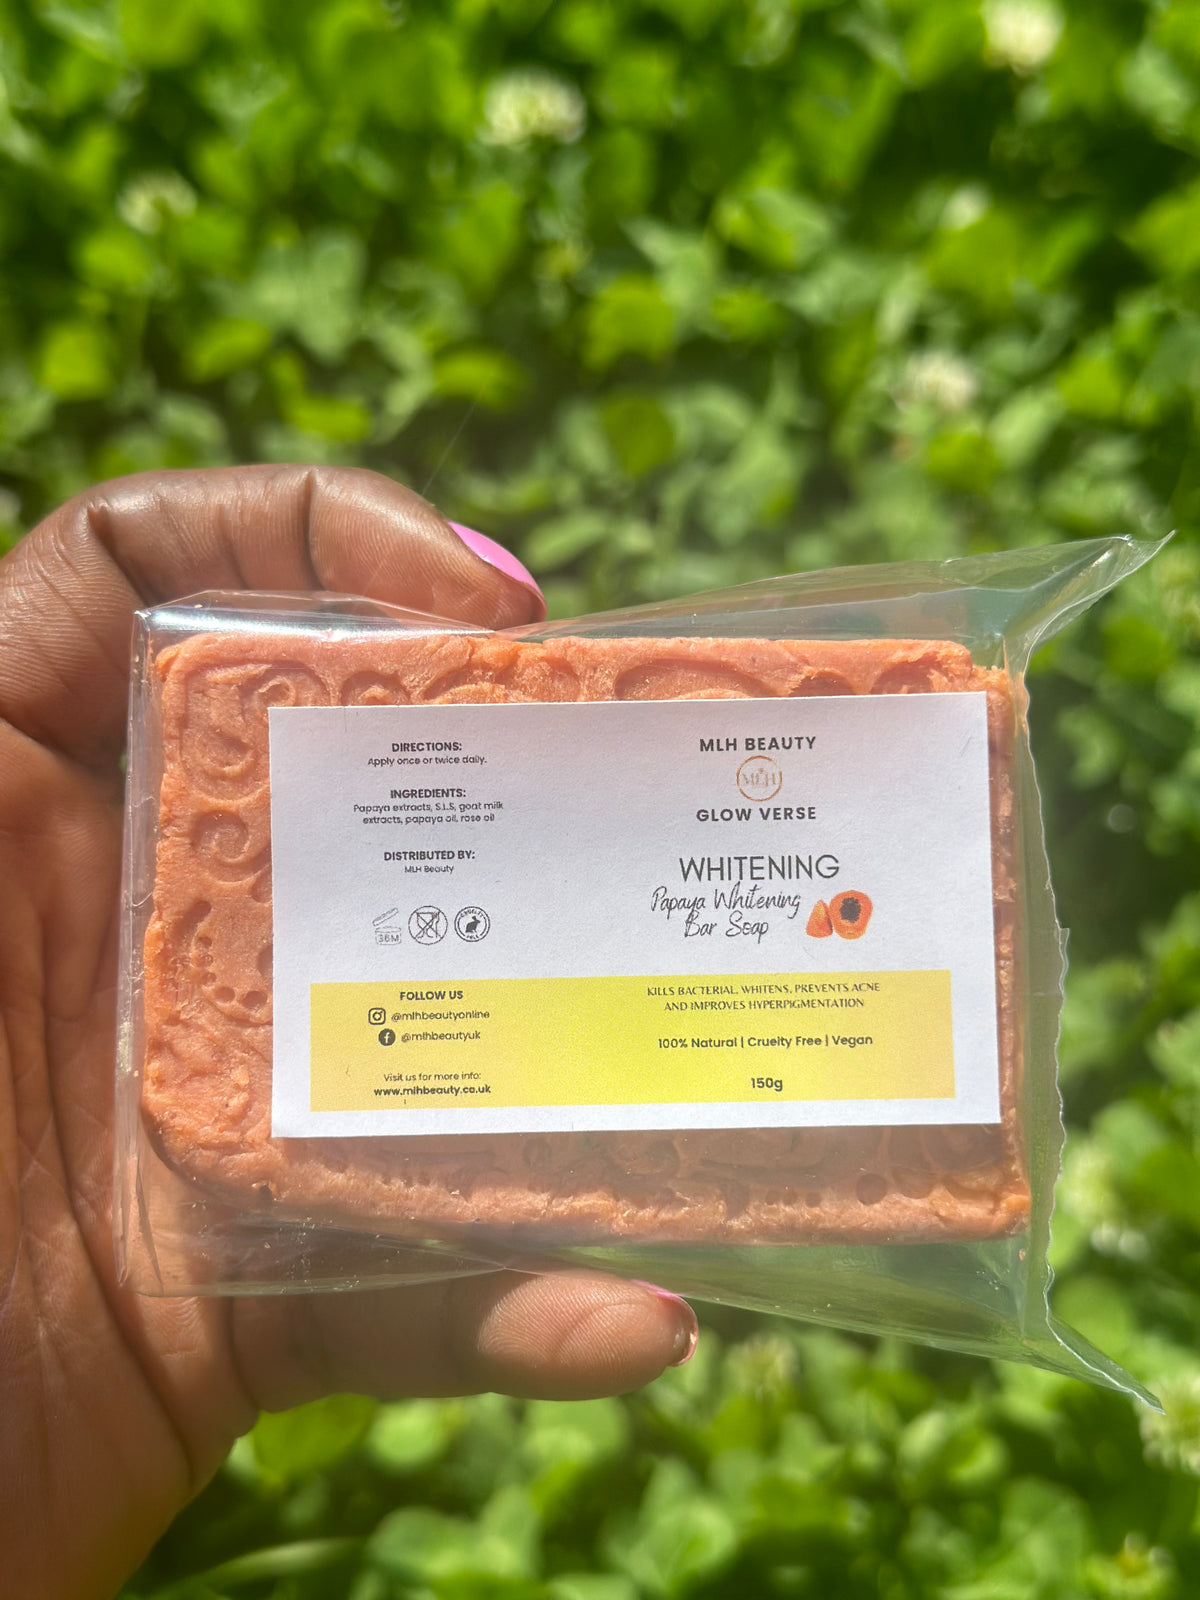 DIRECTIONS:
Apply once or twice daily.
INGREDIENTS:
Papaya extracts, S.L.S, goat milk
extracts, papaya oil, rose oil
DISTRIBUTED BY:
MLH Beauty
36M
CRUELTY
FREE
FOLLOW US
@mlhbeautyonline
@mlhbeautyuk
Visit us for more info:
www.mlhbeauty.co.uk
MLH BEAUTY
MLH
GLOW VERSE
WHITENING
Papaya Whitening
Bar Soap
KILLS BACTERIAL, WHITENS, PREVENTS ACNE
AND IMPROVES HYPERPIGMENTATION
100% Natural | Cruelty Free | Vegan
150g